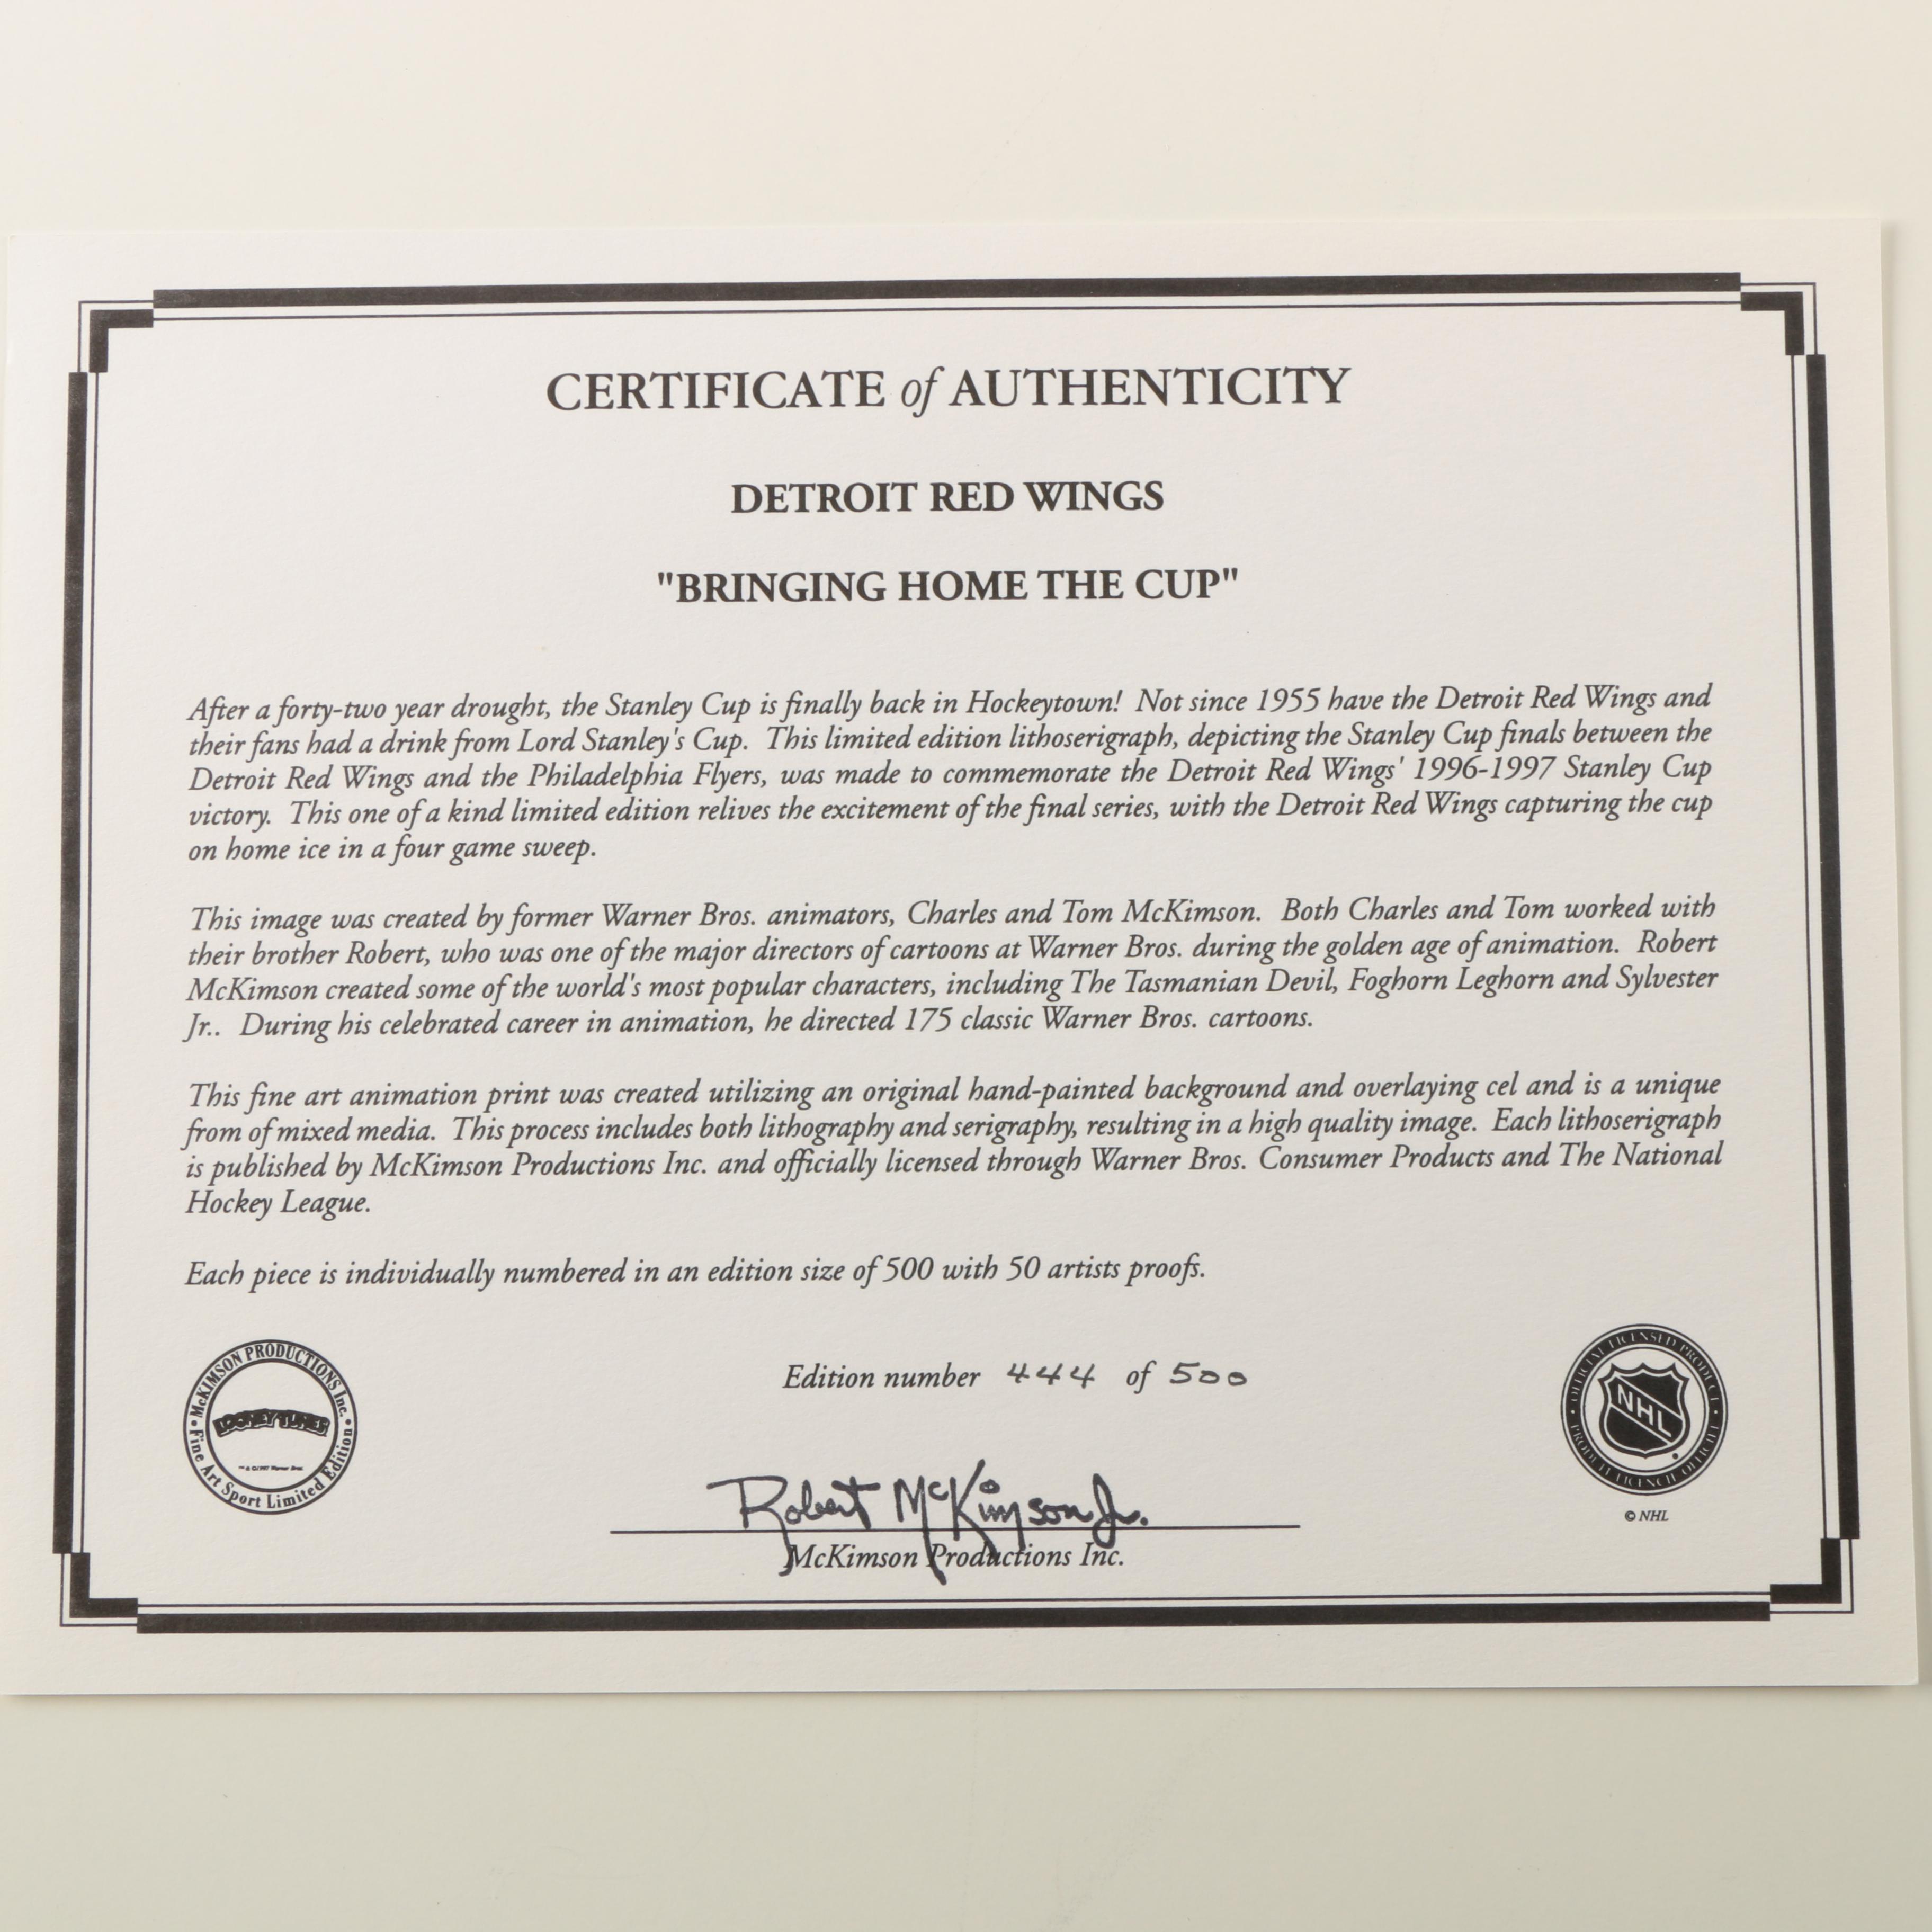 CERTIFICATE of AUTHENTICITY
DETROIT RED WINGS
"BRINGING HOME THE CUP"
After a forty-two year drought, the Stanley Cup is finally back in Hockeytown! Not since 1955 have the Detroit Red Wings and
their fans had a drink from Lord Stanley's Cup. This limited edition lithoserigraph, depicting the Stanley Cup finals between the
Detroit Red Wings and the Philadelphia Flyers, was made to commemorate the Detroit Red Wings' 1996-1997 Stanley Cup
victory. This one of a kind limited edition relives the excitement of the final series, with the Detroit Red Wings capturing the cup
on home ice in a four game sweep.
This image was created by former Warner Bros. animators, Charles and Tom McKimson. Both Charles and Tom worked with
their brother Robert, who was one of the major directors of cartoons at Warner Bros. during the golden age of animation. Robert
McKimson created some of the world's most popular characters, including The Tasmanian Devil, Foghorn Leghorn and Sylvester
Jr.. During his celebrated career in animation, he directed 175 classic Warner Bros. cartoons.
This fine art animation print was created utilizing an original hand-painted background and overlaying cel and is a unique
from of mixed media. This process includes both lithography and serigraphy, resulting in a high quality image. Each lithoserigraph
is published by McKimson Productions Inc. and officially licensed through Warner Bros. Consumer Products and The National
Hockey League.
Each piece is individually numbered in an edition size of 500 with 50 artists proofs.
McKIMSON PRODUCTIONS Inc.
LOONEY TUNES
Fine Art Sport Limited Edition
Edition number 444 of 500
OFFICIAL LICENSED PRODUCT
NHL
PRODUIT LICENCIÉ OFFICIEL
© NHL
Robert McKimson Jr.
McKimson Productions Inc.